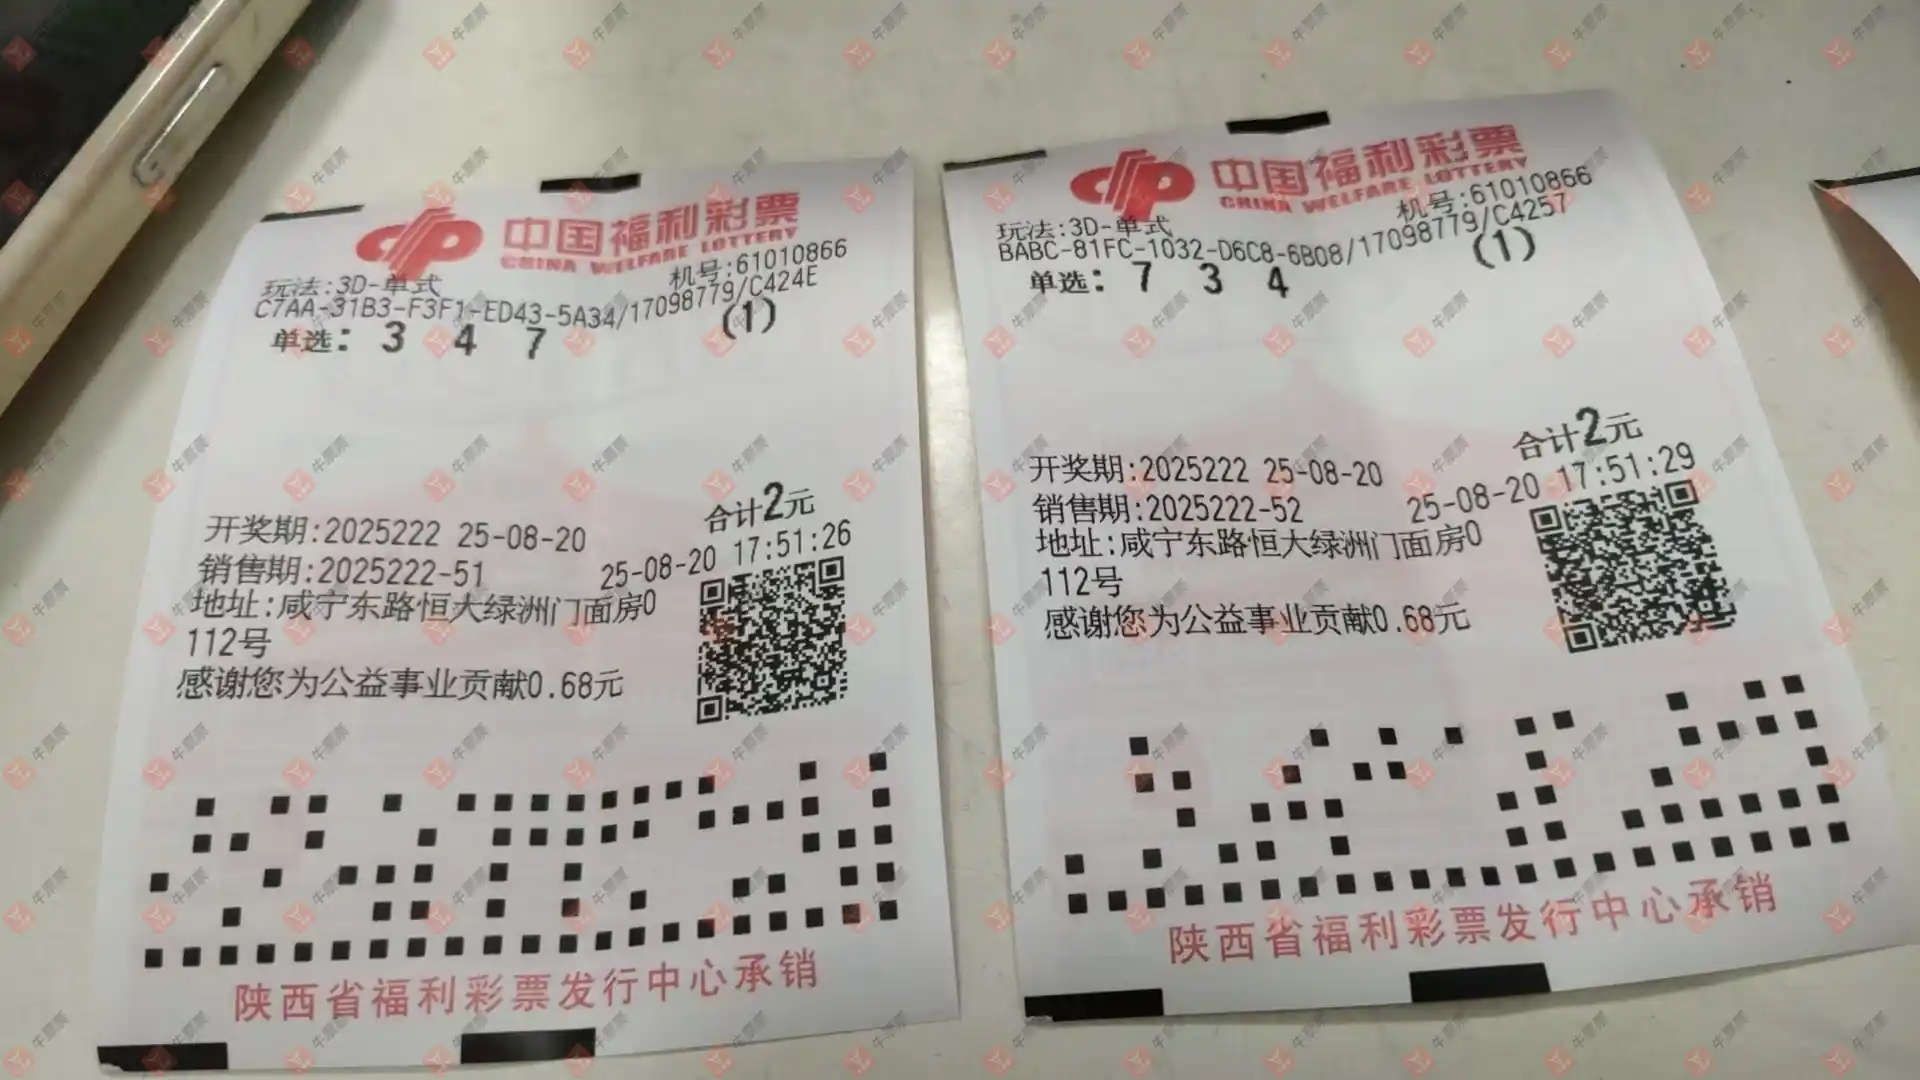 中国福利彩票
CHINA WELFARE LOTTERY
玩法:3D-单式
机号:61010866
C7AA-31B3-F3F1-ED43-5A34/17098779/C424E
单选: 3 4 7 (1)
合计2元
开奖期:2025222 25-08-20
销售期:2025222-51 25-08-20 17:51:26
地址:咸宁东路恒大绿洲门面房0
112号
感谢您为公益事业贡献0.68元
陕西省福利彩票发行中心承销
中国福利彩票
CHINA WELFARE LOTTERY
玩法:3D-单式
机号:61010866
BABC-81FC-1032-D6C8-6B08/17098779/C4257
单选: 7 3 4 (1)
合计2元
开奖期:2025222 25-08-20
销售期:2025222-52 25-08-20 17:51:29
地址:咸宁东路恒大绿洲门面房0
112号
感谢您为公益事业贡献0.68元
陕西省福利彩票发行中心承销